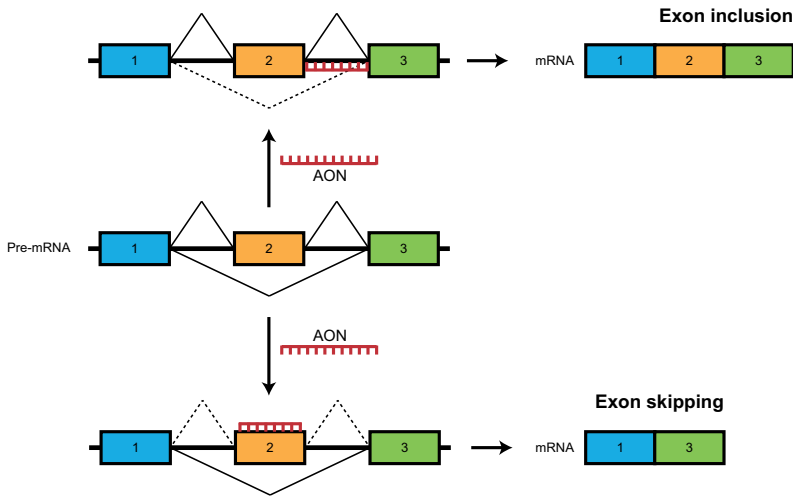 Exon inclusion
1 2 3 mRNA 1 2 3
AON
Pre-mRNA 1 2 3
AON
Exon skipping
1 2 3 mRNA 1 3